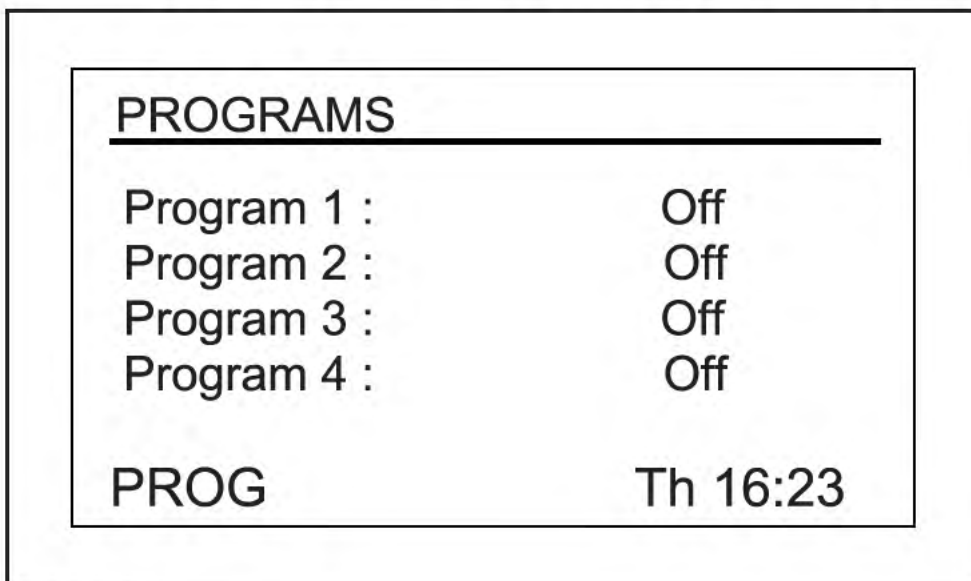 PROGRAMS
Program 1 : Off
Program 2 : Off
Program 3 : Off
Program 4 : Off
PROG Th 16:23